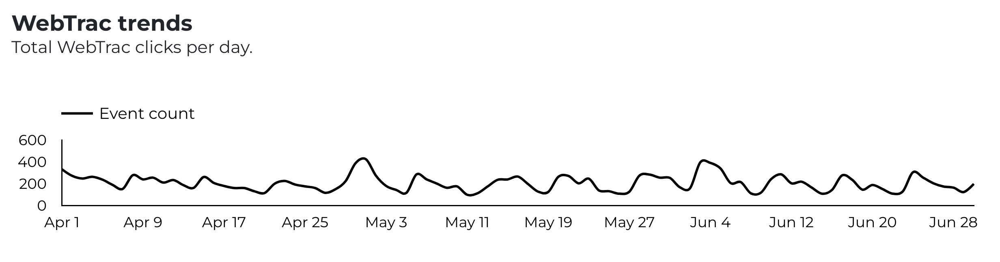 WebTrac trends
Total WebTrac clicks per day.
Event count
600
400
200
0
Apr 1 Apr 9 Apr 17 Apr 25 May 3 May 11 May 19 May 27 Jun 4 Jun 12 Jun 20 Jun 28